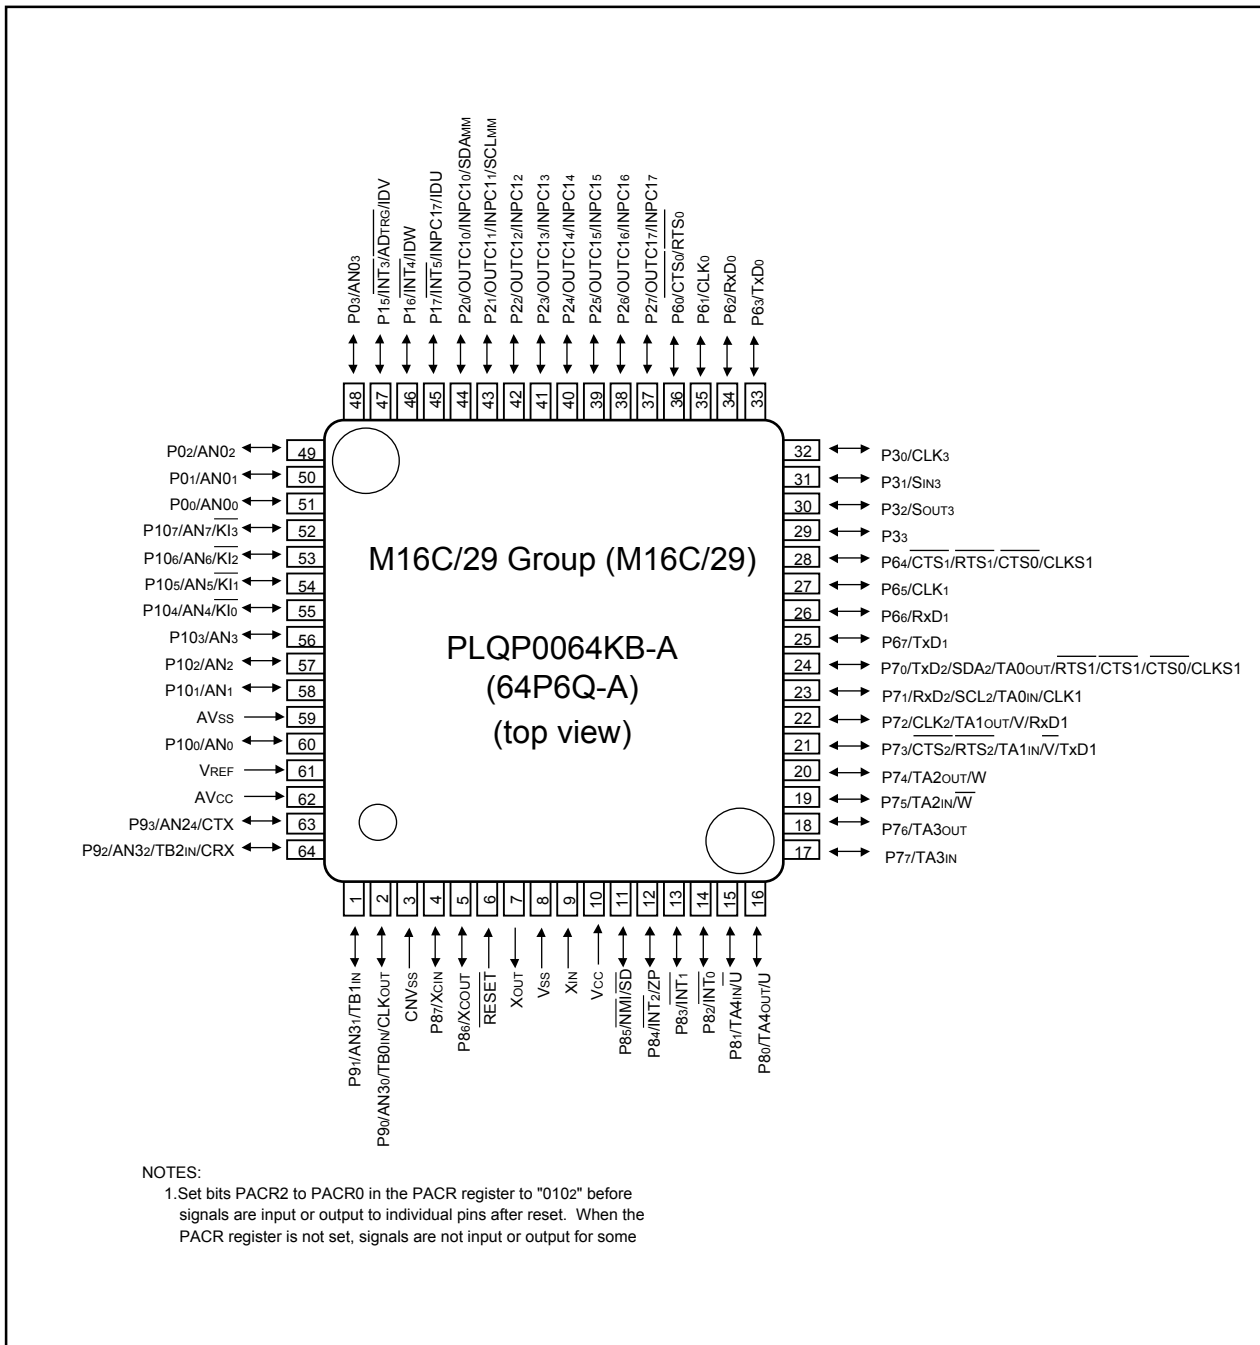 P03/AN03
P15/INT3/ADTRG/IDV
P16/INT4/IDW
P17/INT5/INPC17/IDU
P20/OUTC10/INPC10/SDAMM
P21/OUTC11/INPC11/SCLMM
P22/OUTC12/INPC12
P23/OUTC13/INPC13
P24/OUTC14/INPC14
P25/OUTC15/INPC15
P26/OUTC16/INPC16
P27/OUTC17/INPC17
P60/CTS0/RTS0
P61/CLK0
P62/RxD0
P63/TxD0
48 47 46 45 44 43 42 41 40 39 38 37 36 35 34 33
P02/AN02 49
P01/AN01 50
P00/AN00 51
P107/AN7/KI3 52
P106/AN6/KI2 53
P105/AN5/KI1 54
P104/AN4/KI0 55
P103/AN3 56
P102/AN2 57
P101/AN1 58
AVSS 59
P100/AN0 60
VREF 61
AVCC 62
P93/AN24/CTX 63
P92/AN32/TB2IN/CRX 64
M16C/29 Group (M16C/29)
PLQP0064KB-A
(64P6Q-A)
(top view)
32 P30/CLK3
31 P31/SIN3
30 P32/SOUT3
29 P33
28 P64/CTS1/RTS1/CTS0/CLKS1
27 P65/CLK1
26 P66/RxD1
25 P67/TxD1
24 P70/TxD2/SDA2/TA0OUT/RTS1/CTS1/CTS0/CLKS1
23 P71/RxD2/SCL2/TA0IN/CLK1
22 P72/CLK2/TA1OUT/V/RxD1
21 P73/CTS2/RTS2/TA1IN/V/TxD1
20 P74/TA2OUT/W
19 P75/TA2IN/W
18 P76/TA3OUT
17 P77/TA3IN
1 2 3 4 5 6 7 8 9 10 11 12 13 14 15 16
P91/AN31/TB1IN
P90/AN30/TB0IN/CLKOUT
CNVSS
P87/XCIN
P86/XCOUT
RESET
XOUT
VSS
XIN
VCC
P85/NMI/SD
P84/INT2/ZP
P83/INT1
P82/INT0
P81/TA4IN/U
P80/TA4OUT/U
NOTES:
1.Set bits PACR2 to PACR0 in the PACR register to "0102" before
signals are input or output to individual pins after reset. When the
PACR register is not set, signals are not input or output for some